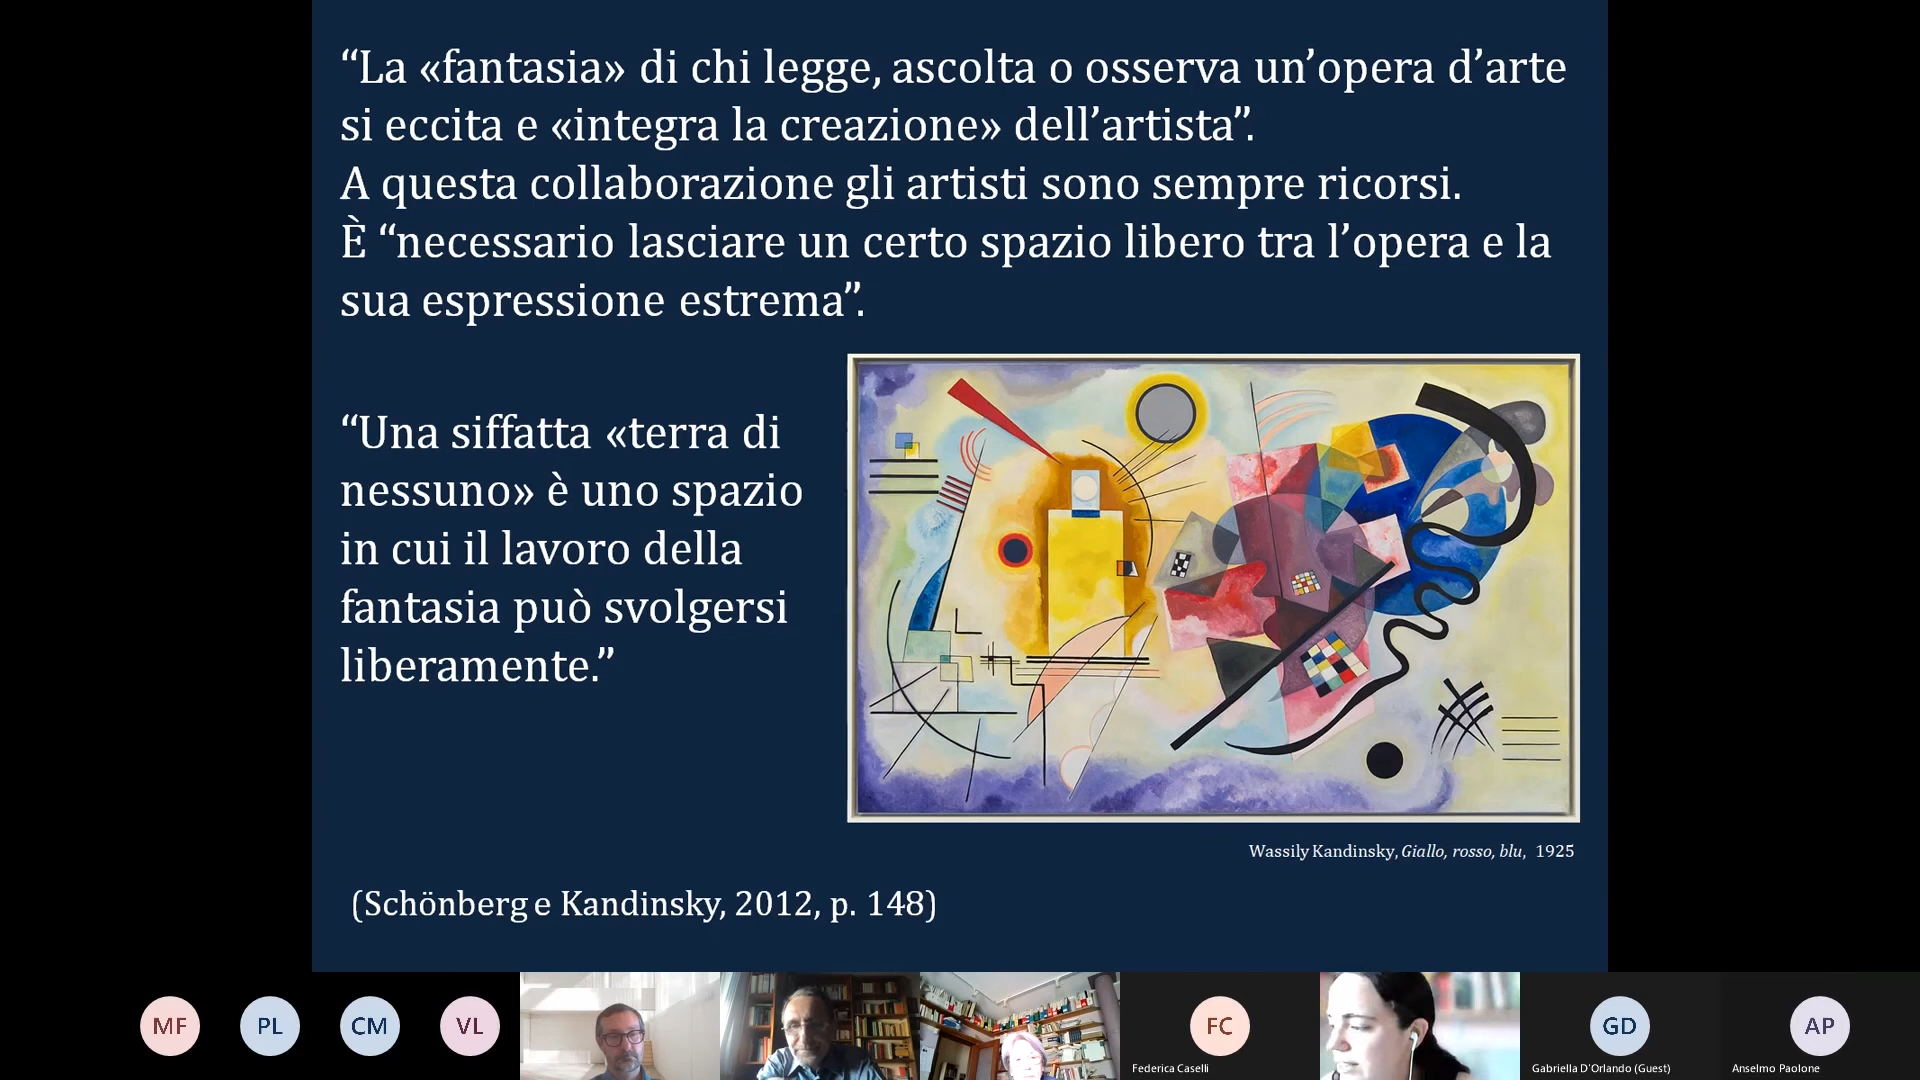 “La «fantasia» di chi legge, ascolta o osserva un’opera d’arte
si eccita e «integra la creazione» dell’artista”.
A questa collaborazione gli artisti sono sempre ricorsi.
È “necessario lasciare un certo spazio libero tra l’opera e la
sua espressione estrema”.
“Una siffatta «terra di
nessuno» è uno spazio
in cui il lavoro della
fantasia può svolgersi
liberamente.”
Wassily Kandinsky, Giallo, rosso, blu, 1925
(Schönberg e Kandinsky, 2012, p. 148)
MF
PL
CM
VL
FC
GD
AP
Federica Caselli
Gabriella D'Orlando (Guest)
Anselmo Paolone